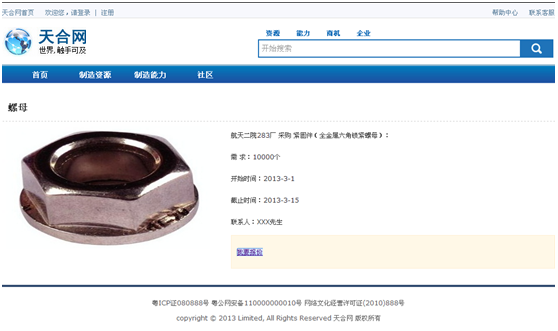 天合网首页 欢迎您，请登录 | 注册 帮助中心 联系客服
天合网
世界，触手可及
资源 能力 商机 企业
开始搜索
首页 制造资源 制造能力 社区
螺母
航天二院283厂 采购 紧固件（全金属六角锁紧螺母）：
需 求：10000个
开始时间：2013-3-1
截止时间：2013-3-15
联系人：XXX先生
我要报价
粤ICP证080888号 粤公网安备110000000010号 网络文化经营许可证(2010)888号
copyright © 2013 Limited, All Rights Reserved 天合网 版权所有